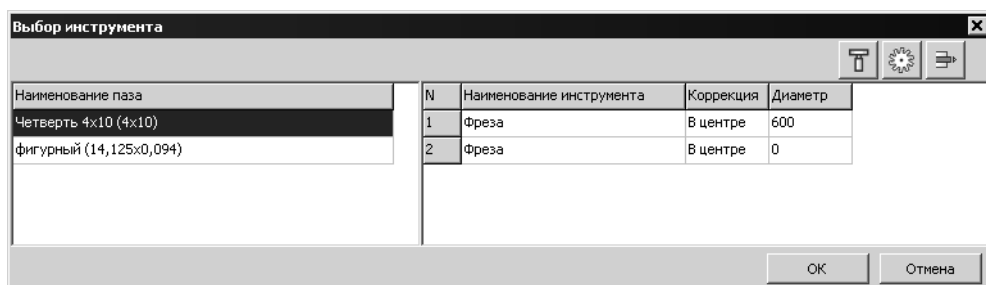 Выбор инструмента
Наименование паза
N Наименование инструмента Коррекция Диаметр
Четверть 4x10 (4x10)
1 Фреза В центре 600
фигурный (14,125x0,094)
2 Фреза В центре 0
ОК Отмена